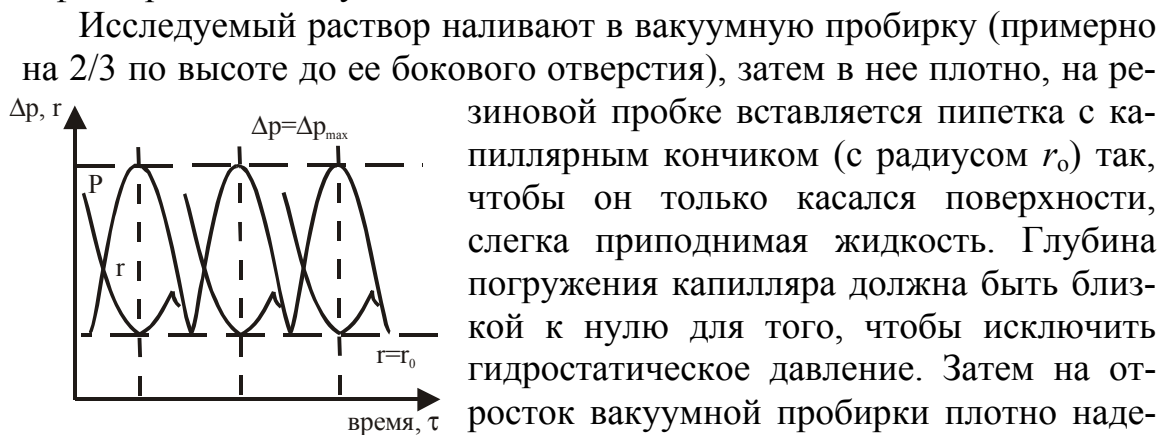 Исследуемый раствор наливают в вакуумную пробирку (примерно
на 2/3 по высоте до ее бокового отверстия), затем в нее плотно, на ре-
зиновой пробке вставляется пипетка с ка-
пиллярным кончиком (с радиусом rо) так,
чтобы он только касался поверхности,
слегка приподнимая жидкость. Глубина
погружения капилляра должна быть близ-
кой к нулю для того, чтобы исключить
гидростатическое давление. Затем на от-
росток вакуумной пробирки плотно наде-
Δp, r
Δp=Δpmax
P
r
r=r0
время, τ